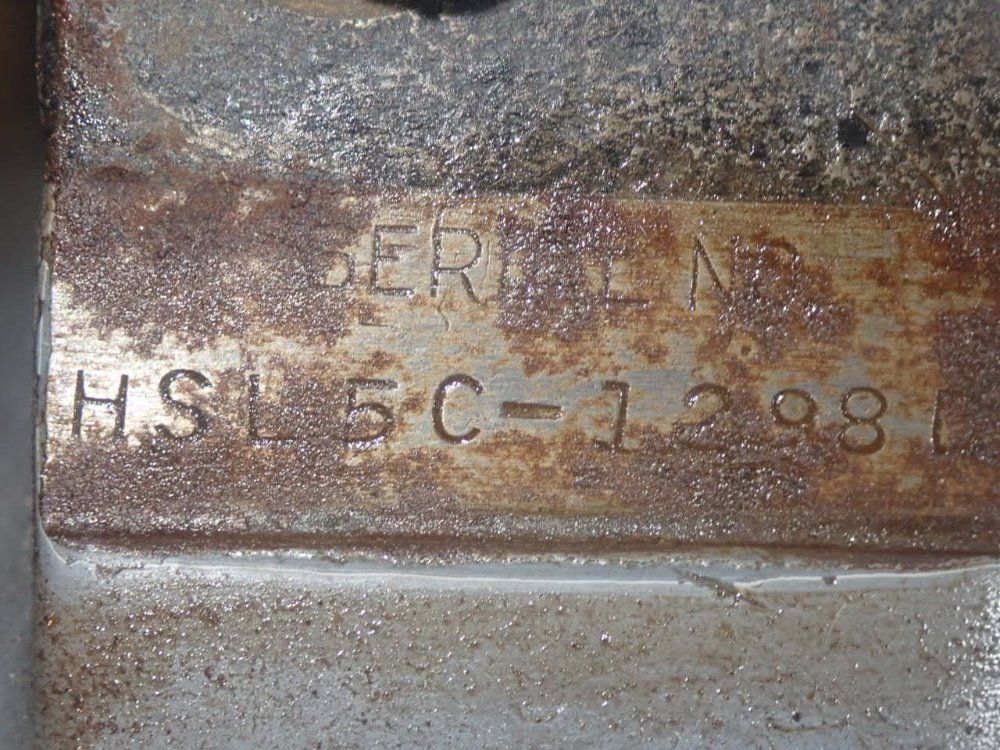 SERIAL NO
HSL5C-1298